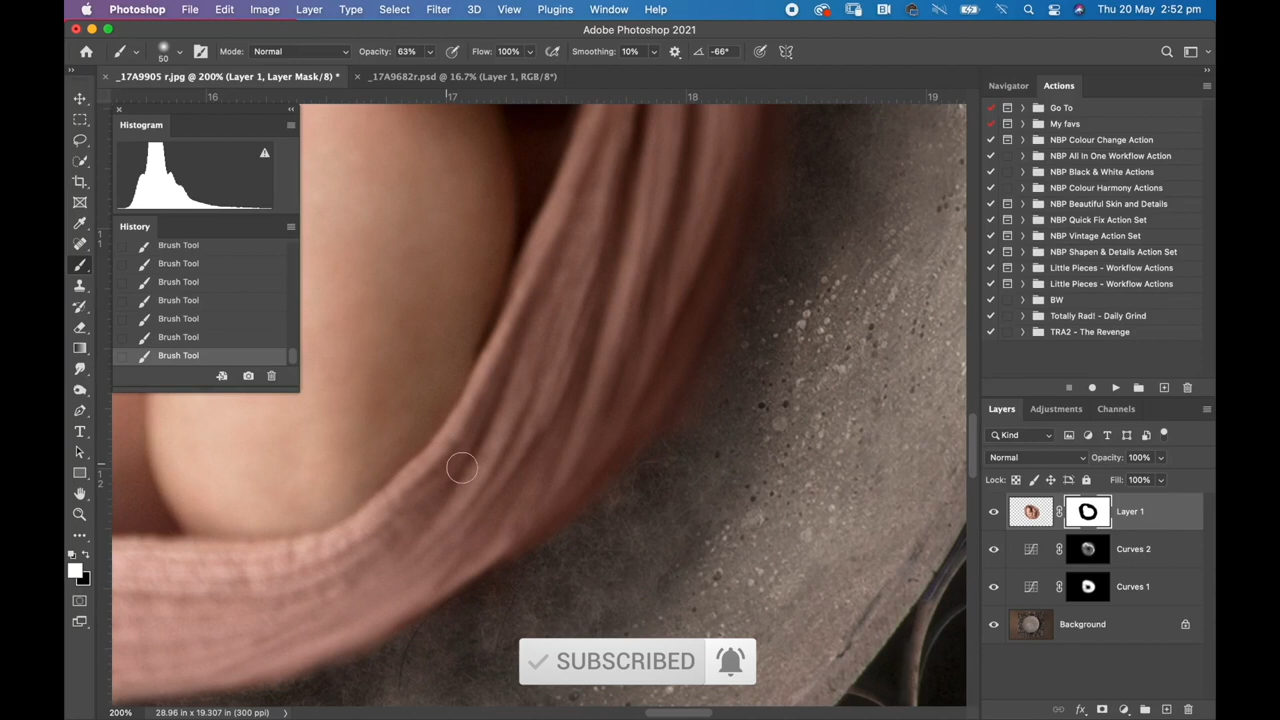 Photoshop File Edit Image Layer Type Select Filter 3D View Plugins Window Help Thu 20 May 2:52 pm
Adobe Photoshop 2021
50 Mode: Normal Opacity: 63% Flow: 100% Smoothing: 10% -66°
_17A9905 r.jpg @ 200% (Layer 1, Layer Mask/8) * _17A9682r.psd @ 16.7% (Layer 1, RGB/8*)
16 17 18 19
Histogram
History
Brush Tool
Brush Tool
Brush Tool
Brush Tool
Brush Tool
Brush Tool
Brush Tool
Navigator Actions
Go To
My favs
NBP Colour Change Action
NBP All In One Workflow Action
NBP Black & White Actions
NBP Colour Harmony Actions
NBP Beautiful Skin and Details
NBP Quick Fix Action Set
NBP Vintage Action Set
NBP Shapen & Details Action Set
Little Pieces - Workflow Actions
Little Pieces - Workflow Actions
BW
Totally Rad! - Daily Grind
TRA2 - The Revenge
Layers Adjustments Channels
Kind
Normal Opacity: 100%
Lock: Fill: 100%
Layer 1
Curves 2
Curves 1
Background
SUBSCRIBED
200% 28.96 in x 19.307 in (300 ppi)